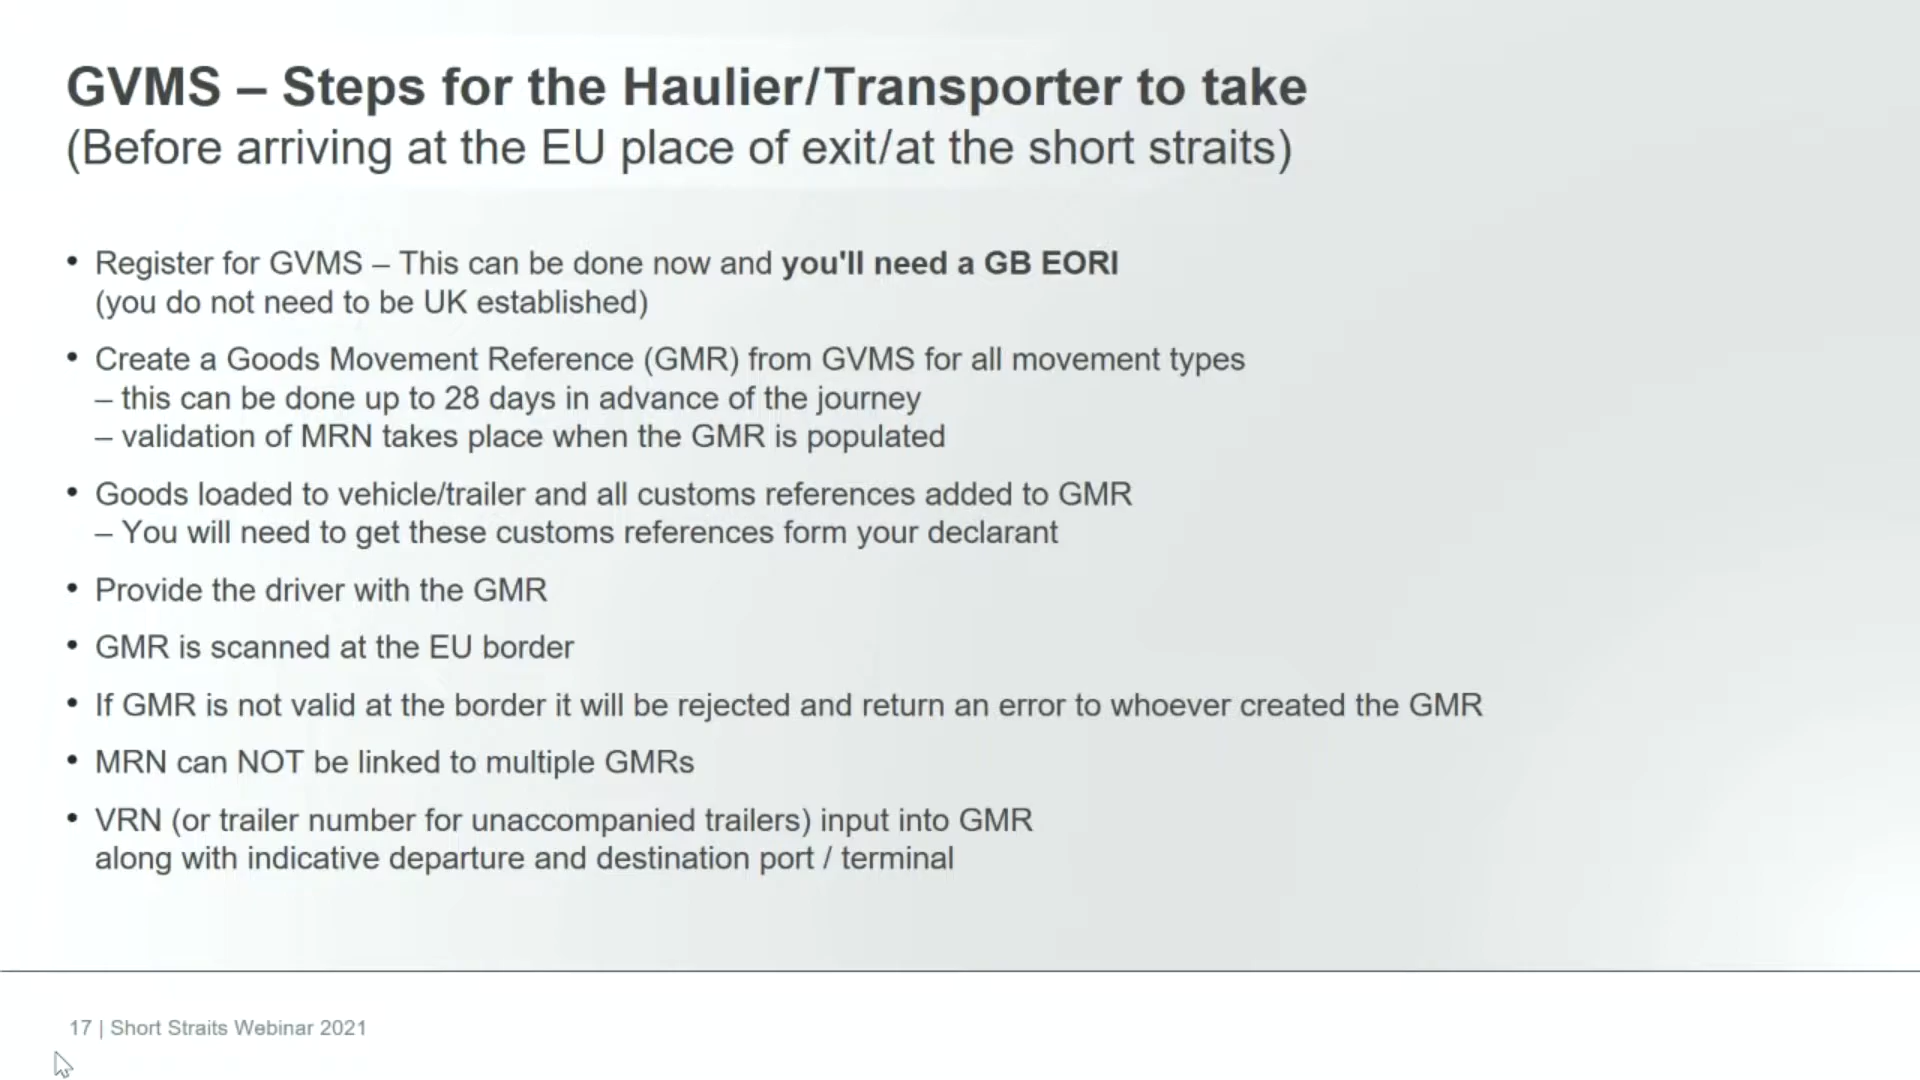 GVMS – Steps for the Haulier/Transporter to take
(Before arriving at the EU place of exit/at the short straits)
• Register for GVMS – This can be done now and you'll need a GB EORI
(you do not need to be UK established)
• Create a Goods Movement Reference (GMR) from GVMS for all movement types
– this can be done up to 28 days in advance of the journey
– validation of MRN takes place when the GMR is populated
• Goods loaded to vehicle/trailer and all customs references added to GMR
– You will need to get these customs references form your declarant
• Provide the driver with the GMR
• GMR is scanned at the EU border
• If GMR is not valid at the border it will be rejected and return an error to whoever created the GMR
• MRN can NOT be linked to multiple GMRs
• VRN (or trailer number for unaccompanied trailers) input into GMR
along with indicative departure and destination port / terminal
17 | Short Straits Webinar 2021